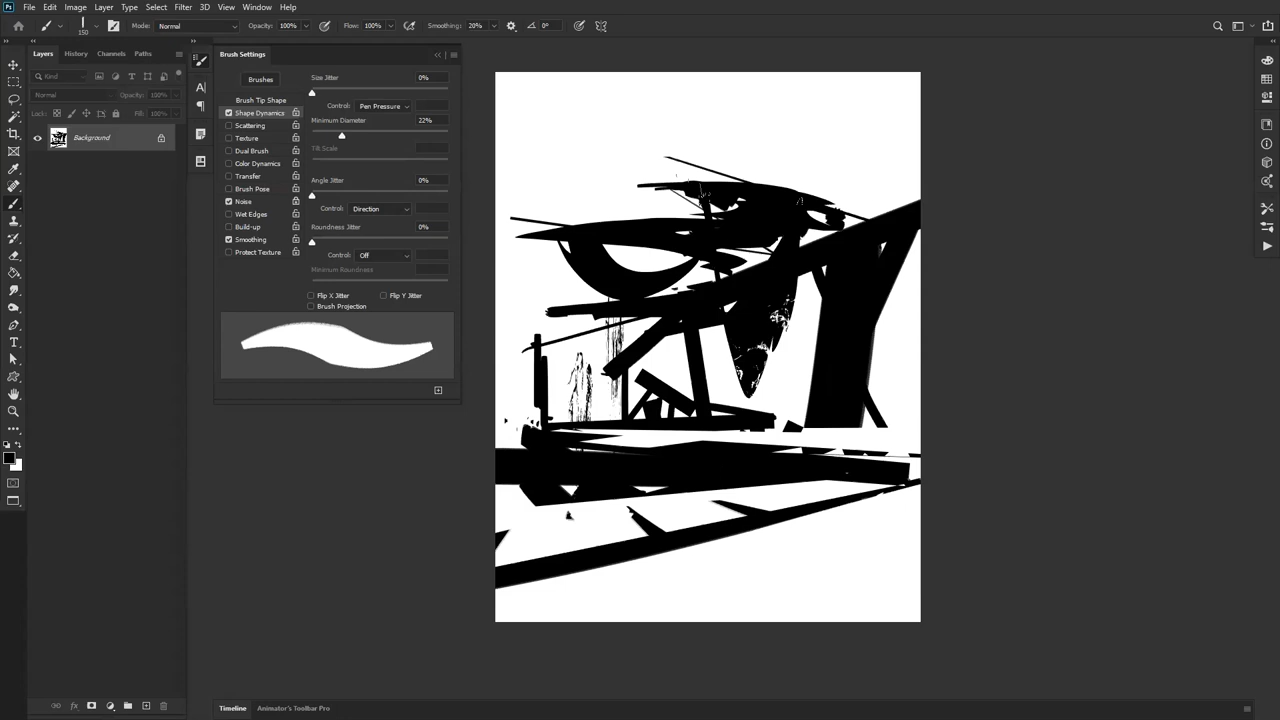 Ps File Edit Image Layer Type Select Filter 3D View Window Help
150 Mode: Normal Opacity: 100% Flow: 100% Smoothing: 20% 0°
Layers History Channels Paths
Kind
Normal Opacity: 100%
Lock: Fill: 100%
Background
fx
Brush Settings
Brushes
Brush Tip Shape
Shape Dynamics
Scattering
Texture
Dual Brush
Color Dynamics
Transfer
Brush Pose
Noise
Wet Edges
Build-up
Smoothing
Protect Texture
Size Jitter 0%
Control: Pen Pressure
Minimum Diameter 22%
Tilt Scale
Angle Jitter 0%
Control: Direction
Roundness Jitter 0%
Control: Off
Minimum Roundness
Flip X Jitter Flip Y Jitter
Brush Projection
Timeline Animator's Toolbar Pro